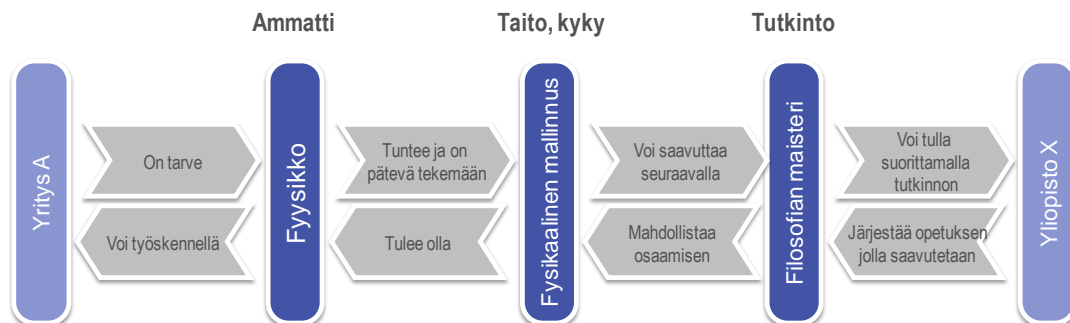 Ammatti
Taito, kyky
Tutkinto
Yritys A
On tarve
Voi työskennellä
Fyysikko
Tuntee ja on
pätevä tekemään
Tulee olla
Fysikaalinen mallinnus
Voi saavuttaa
seuraavalla
Mahdollistaa
osaamisen
Filosofian maisteri
Voi tulla
suorittamalla
tutkinnon
Järjestää opetuksen
jolla saavutetaan
Yliopisto X